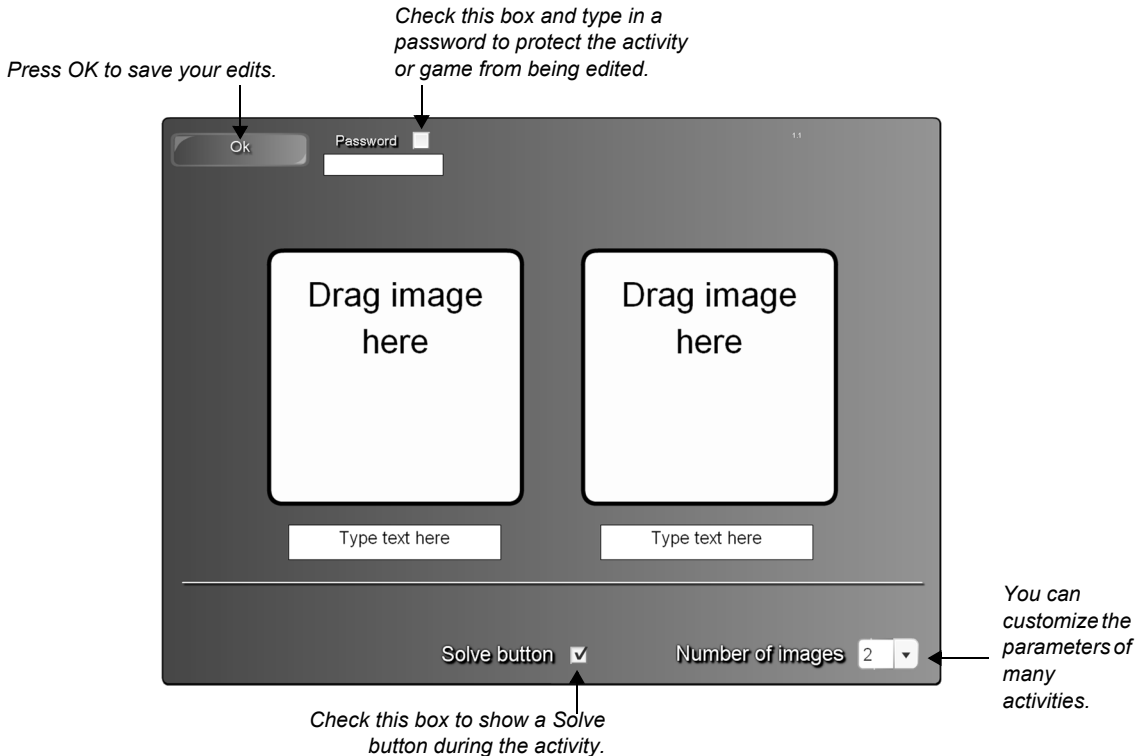 Check this box and type in a
password to protect the activity
or game from being edited.
Press OK to save your edits.
Ok
Password
1.1
Drag image
here
Drag image
here
Type text here
Type text here
You can
customize the
parameters of
many
activities.
Solve button
Number of images 2
Check this box to show a Solve
button during the activity.